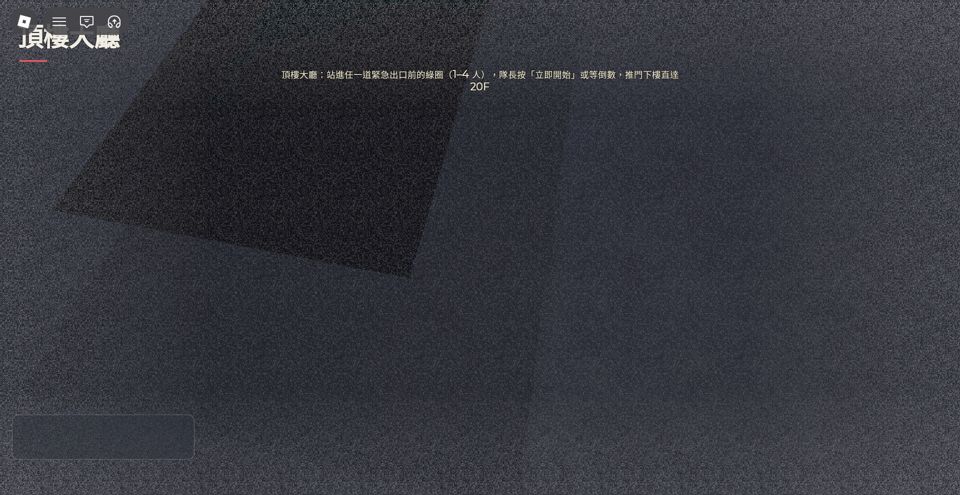 頂樓大廳
頂樓大廳：站進任一道緊急出口前的綠圈（1–4 人），隊長按「立即開始」或等倒數，推門下樓直達
20F